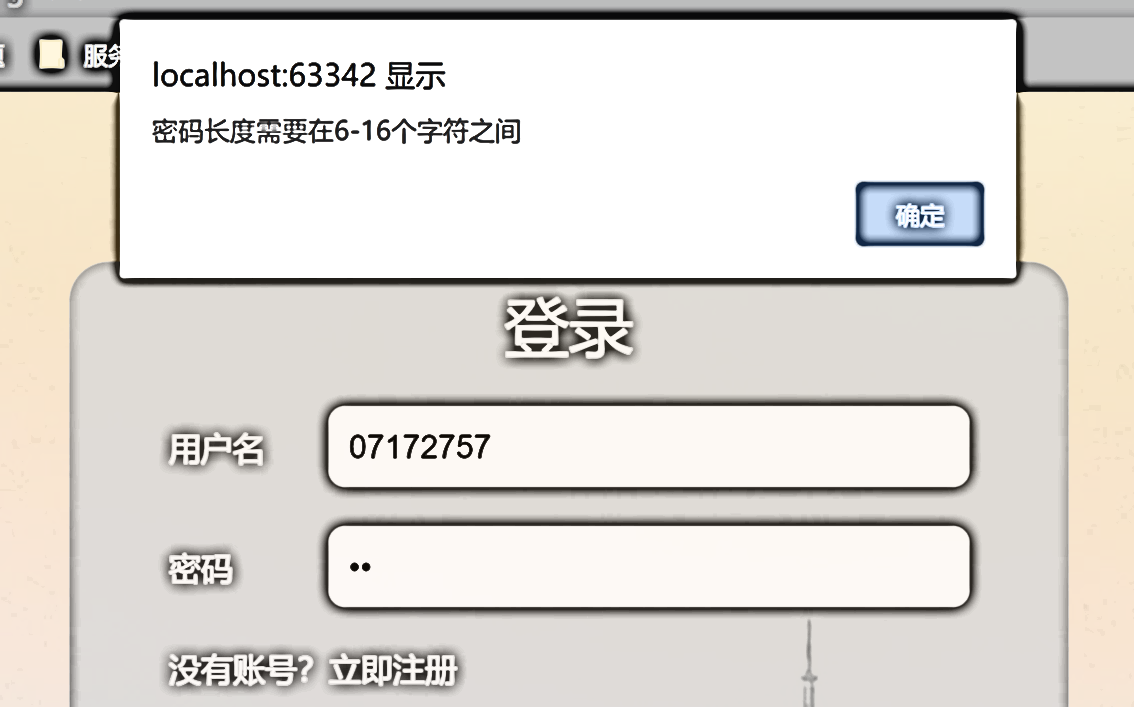 服务
localhost:63342 显示
密码长度需要在6-16个字符之间
确定
登录
用户名
07172757
密码
••
没有账号？立即注册